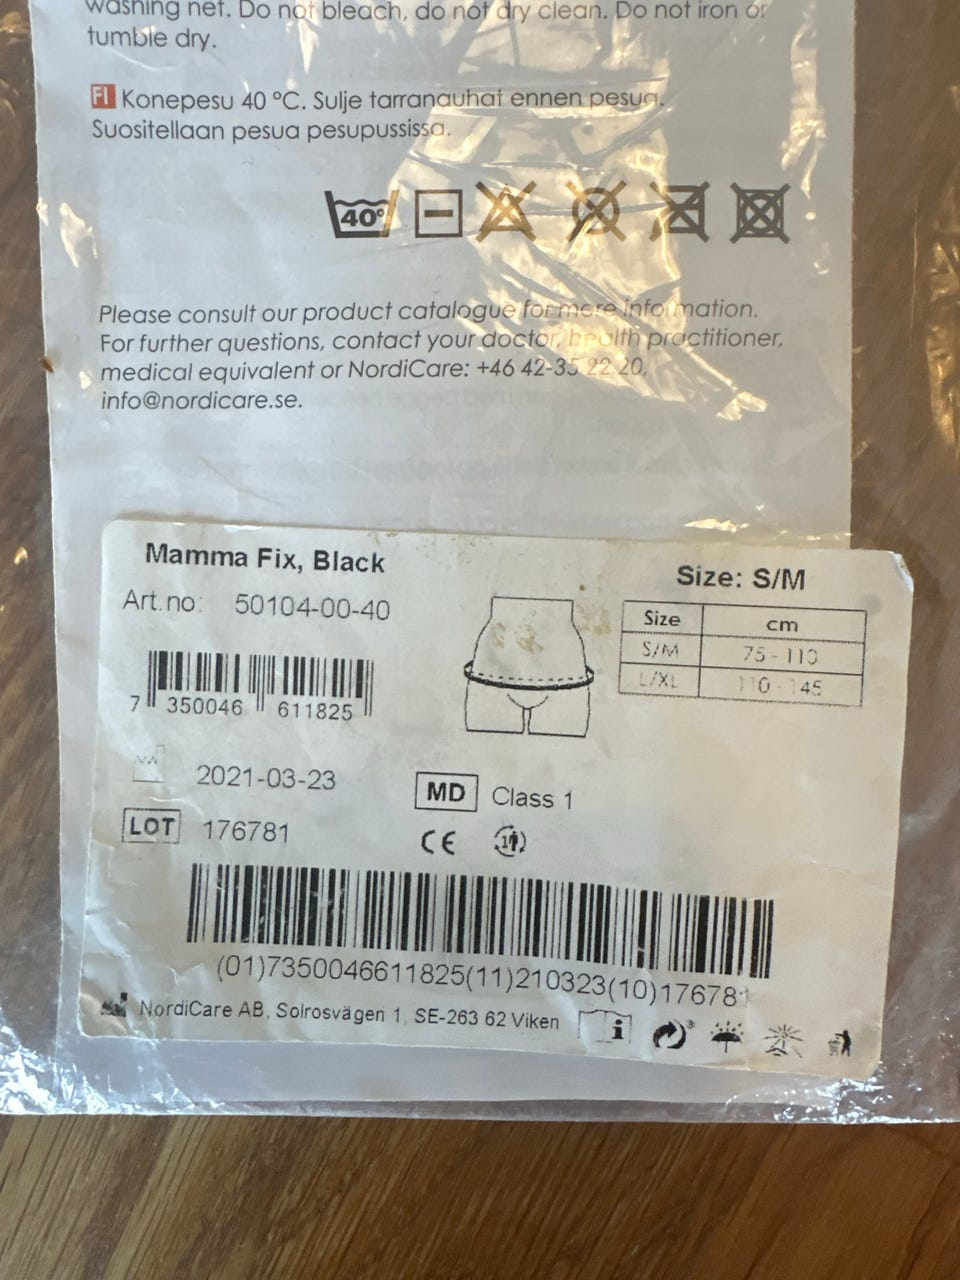 washing net. Do not bleach, do not dry clean. Do not iron or
tumble dry.
FI Konepesu 40 °C. Sulje tarranauhat ennen pesua.
Suositellaan pesua pesupussissa.
40°
Please consult our product catalogue for more information.
For further questions, contact your doctor, health practitioner,
medical equivalent or NordiCare: +46 42-35 22 20,
info@nordicare.se.
Mamma Fix, Black
Size: S/M
Art.no: 50104-00-40
Size cm
S/M 75 - 110
L/XL 110 - 145
7 350046 611825
2021-03-23
MD Class 1
LOT 176781
CE 1
(01)7350046611825(11)210323(10)176781
NordiCare AB, Solrosvägen 1, SE-263 62 Viken
i